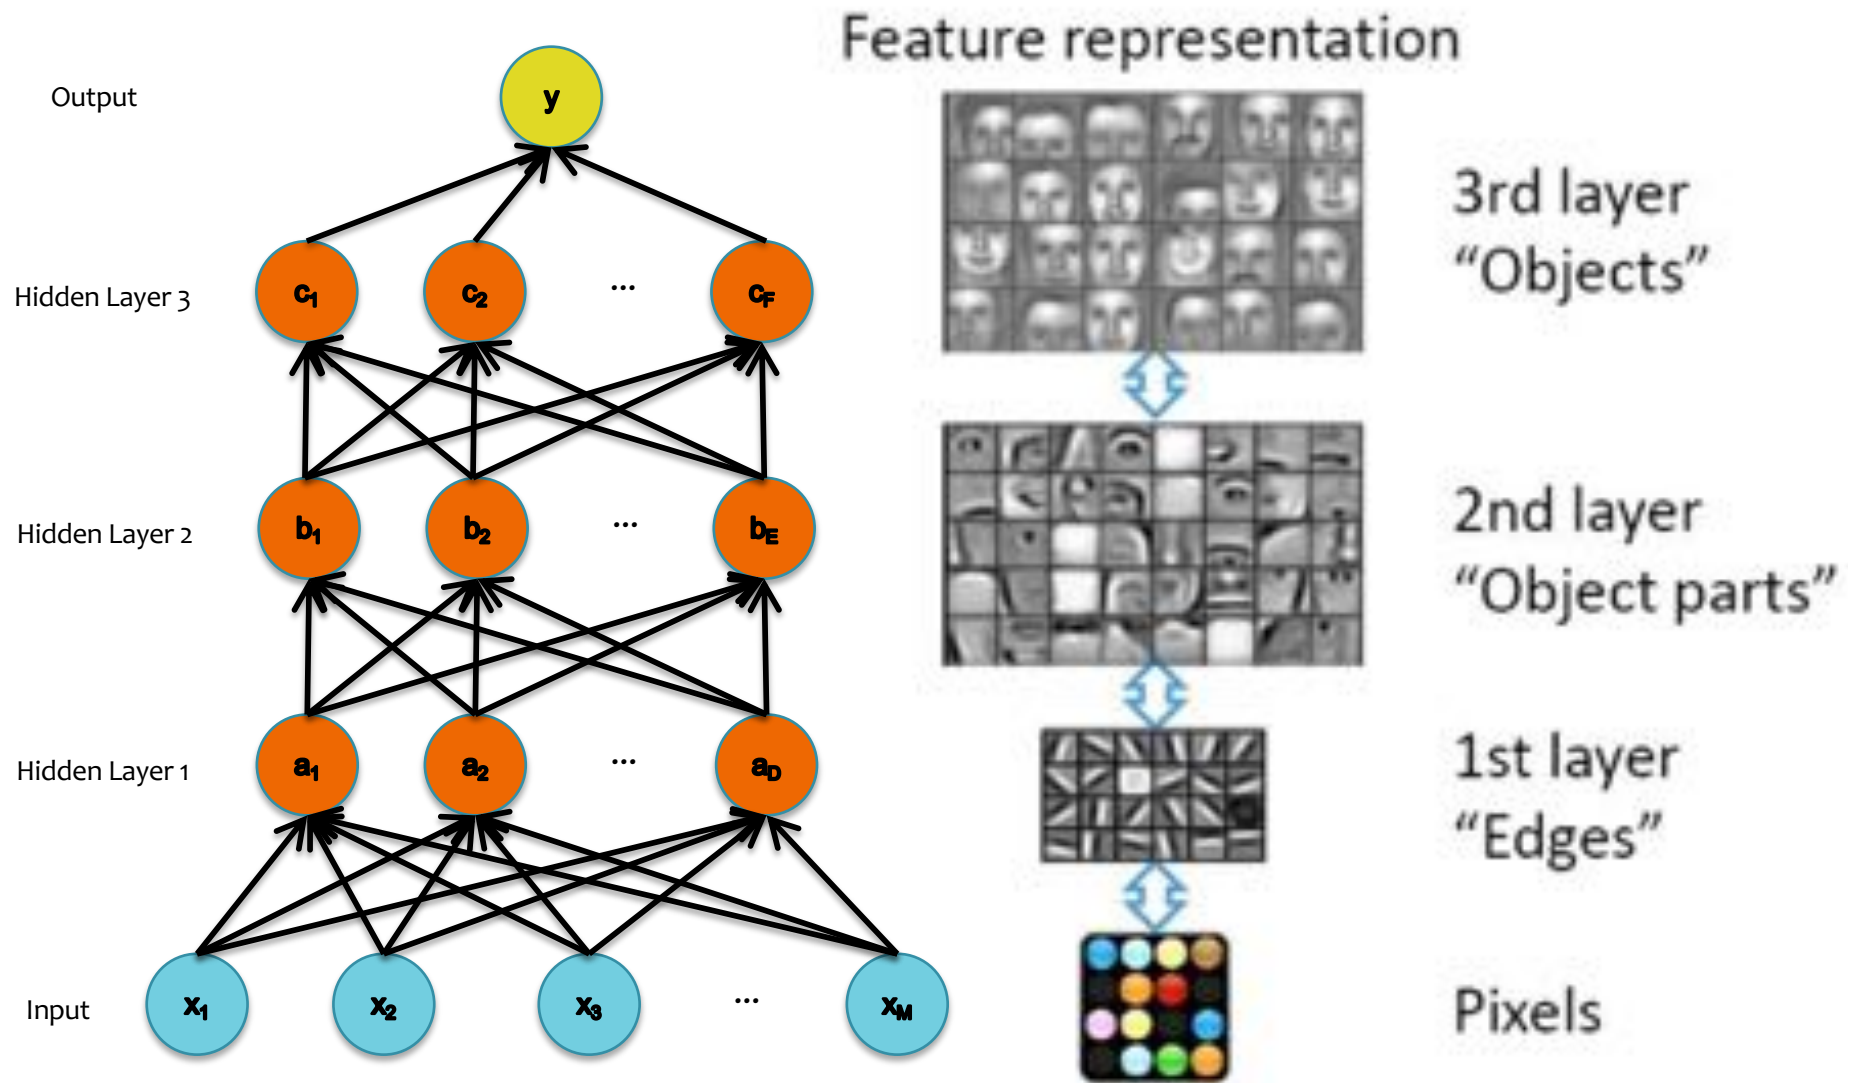 Feature representation
Output
y
3rd layer
"Objects"
Hidden Layer 3
c1
c2
...
cF
2nd layer
"Object parts"
Hidden Layer 2
b1
b2
...
bE
1st layer
"Edges"
Hidden Layer 1
a1
a2
...
aD
Input
x1
x2
x3
...
xM
Pixels